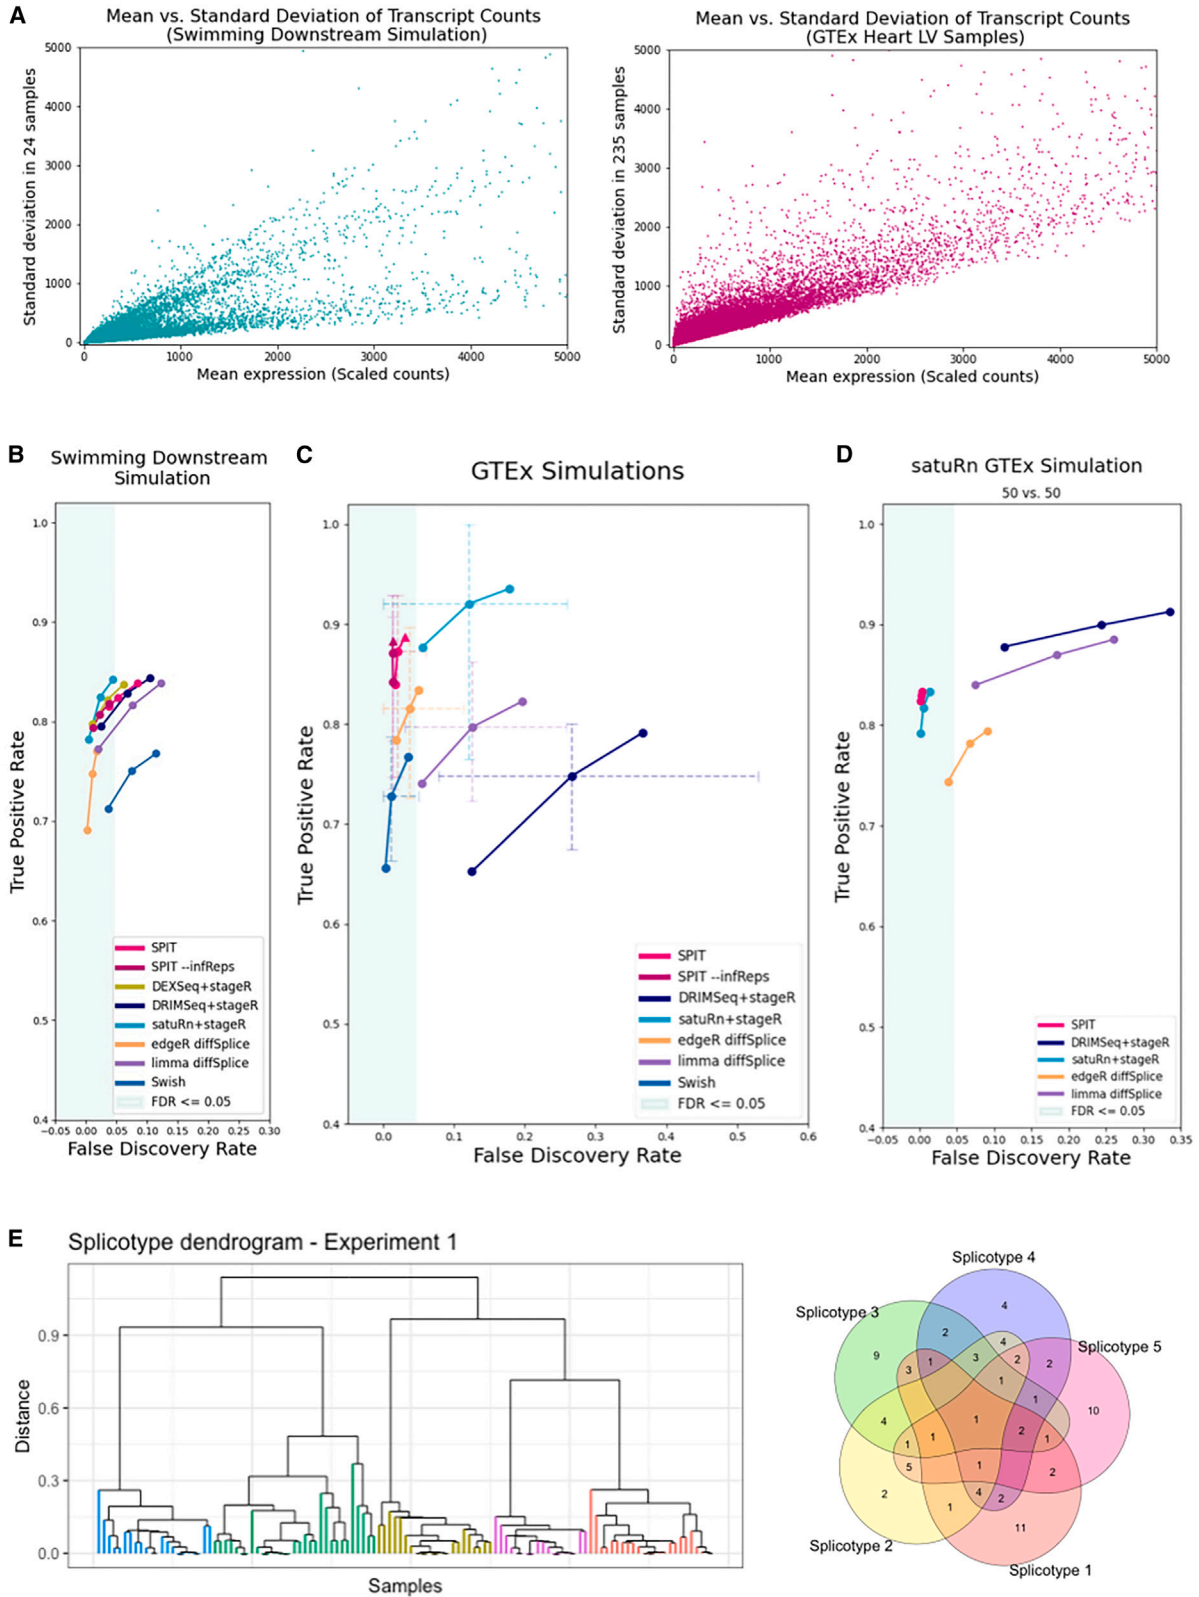 A
Mean vs. Standard Deviation of Transcript Counts
(Swimming Downstream Simulation)
Standard deviation in 24 samples
5000
4000
3000
2000
1000
0
0 1000 2000 3000 4000 5000
Mean expression (Scaled counts)
Mean vs. Standard Deviation of Transcript Counts
(GTEx Heart LV Samples)
Standard deviation in 235 samples
5000
4000
3000
2000
1000
0
0 1000 2000 3000 4000 5000
Mean expression (Scaled counts)
B
Swimming Downstream
Simulation
True Positive Rate
1.0
0.9
0.8
0.7
0.6
0.5
0.4
SPIT
SPIT --infReps
DEXSeq+stageR
DRIMSeq+stageR
satuRn+stageR
edgeR diffSplice
limma diffSplice
Swish
FDR <= 0.05
−0.05 0.00 0.05 0.10 0.15 0.20 0.25 0.30
False Discovery Rate
C
GTEx Simulations
True Positive Rate
1.0
0.9
0.8
0.7
0.6
0.5
0.4
SPIT
SPIT --infReps
DRIMSeq+stageR
satuRn+stageR
edgeR diffSplice
limma diffSplice
Swish
FDR <= 0.05
0.0 0.1 0.2 0.3 0.4 0.5 0.6
False Discovery Rate
D
satuRn GTEx Simulation
50 vs. 50
True Positive Rate
1.0
0.9
0.8
0.7
0.6
0.5
0.4
SPIT
DRIMSeq+stageR
satuRn+stageR
edgeR diffSplice
limma diffSplice
FDR <= 0.05
−0.05 0.00 0.05 0.10 0.15 0.20 0.25 0.30 0.35
False Discovery Rate
E
Splicotype dendrogram - Experiment 1
Distance
0.9
0.6
0.3
0.0
Samples
Splicotype 4
Splicotype 3
Splicotype 5
Splicotype 2
Splicotype 1
4
2
4
9
3
1
3
2
2
1
1
10
4
1
1
1
2
1
5
1
2
2
4
2
1
11